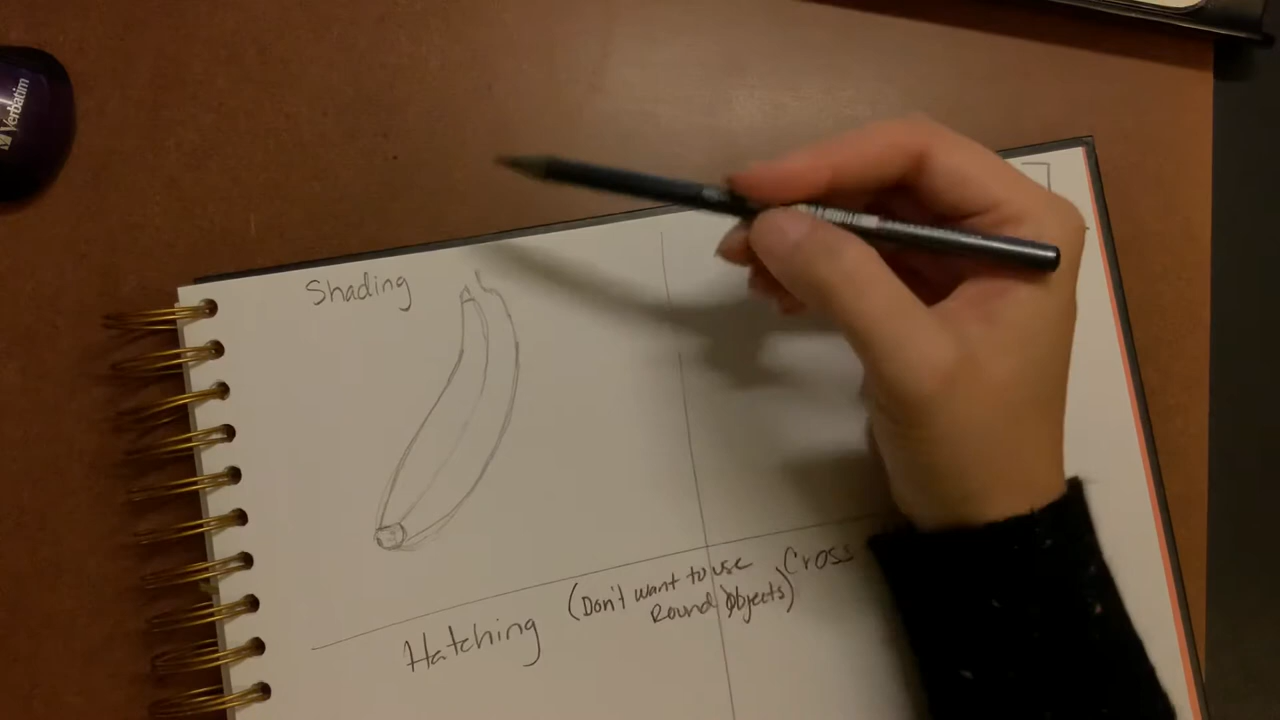 Verbatim
Shading
Hatching
(Don't want to use
Round Objects)
Cross